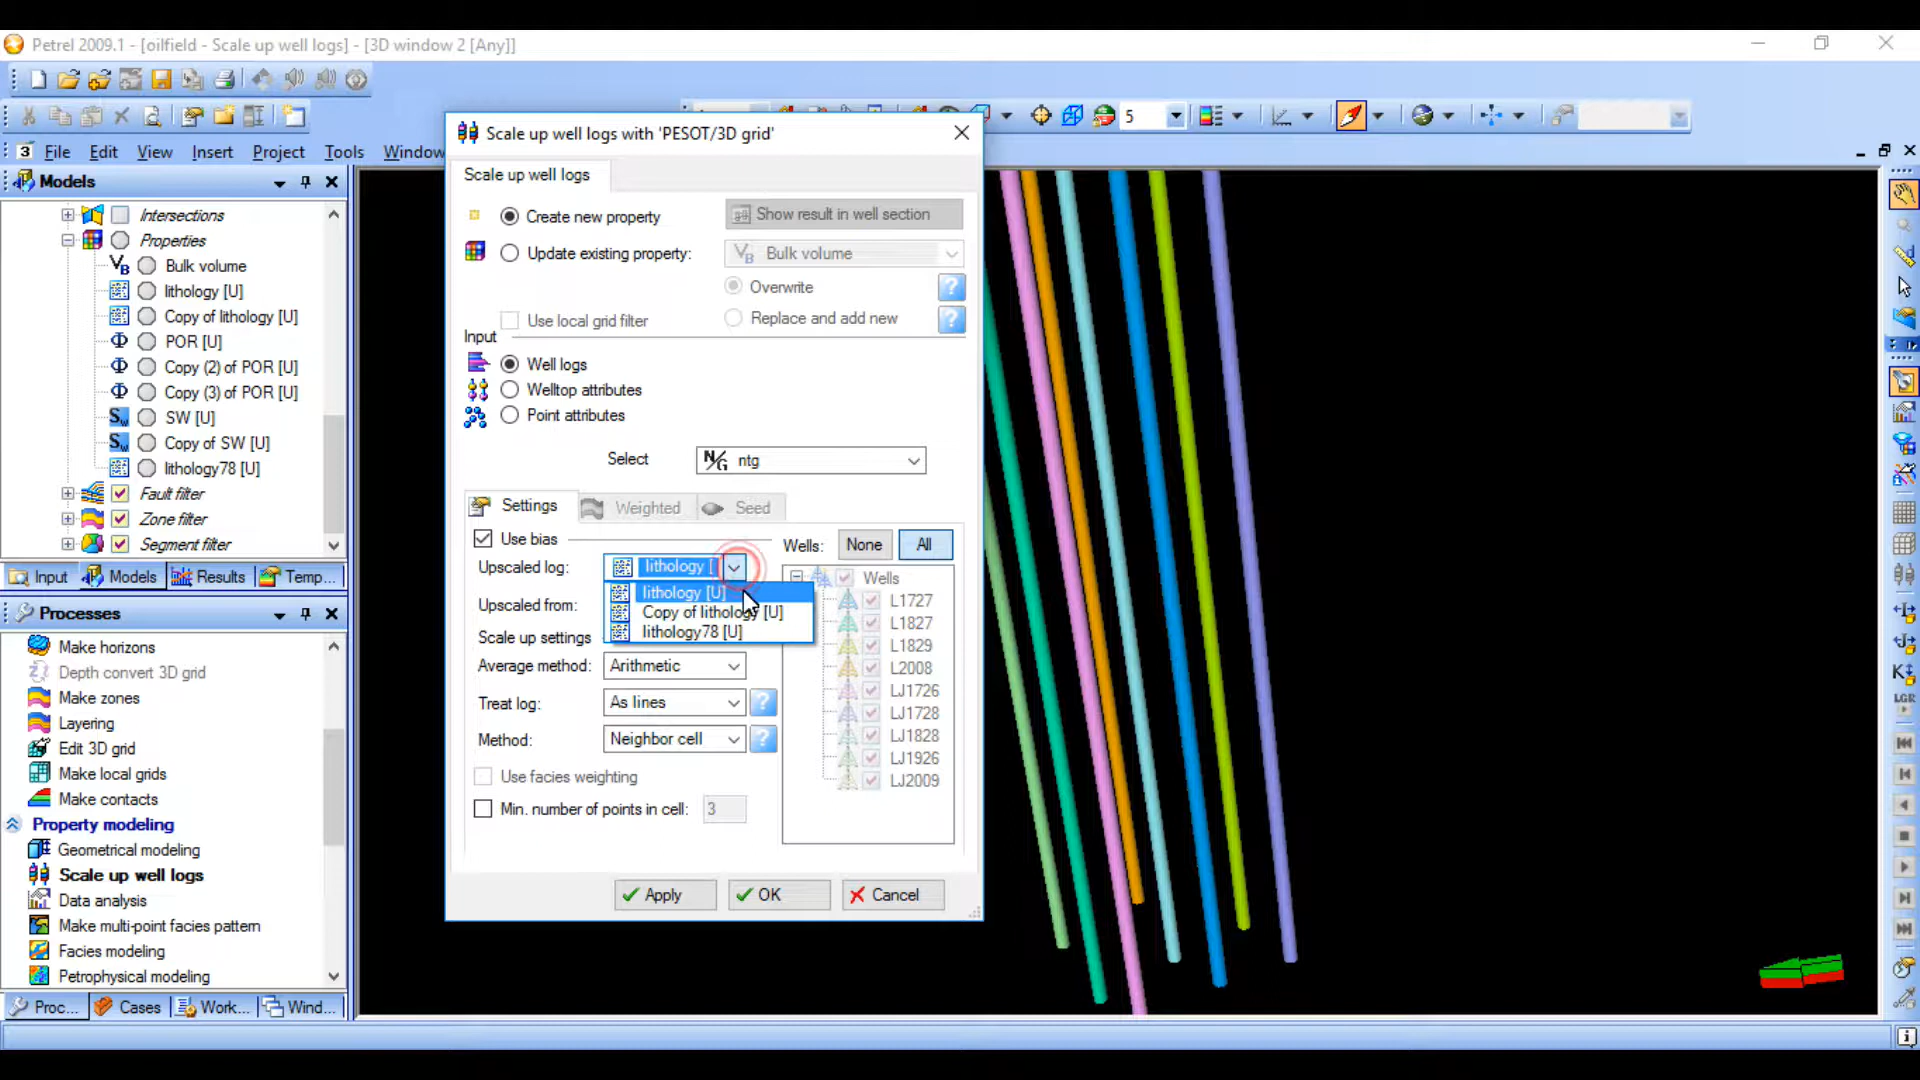 Petrel 2009.1 - [oilfield - Scale up well logs] - [3D window 2 [Any]]
5
3 File Edit View Insert Project Tools Window
Models
Intersections
Properties
Bulk volume
lithology [U]
Copy of lithology [U]
POR [U]
Copy (2) of POR [U]
Copy (3) of POR [U]
SW [U]
Copy of SW [U]
lithology78 [U]
Fault filter
Zone filter
Segment filter
Input Models Results Temp...
Processes
Make horizons
Depth convert 3D grid
Make zones
Layering
Edit 3D grid
Make local grids
Make contacts
Property modeling
Geometrical modeling
Scale up well logs
Data analysis
Make multi-point facies pattern
Facies modeling
Petrophysical modeling
Proc... Cases Work... Wind...
Scale up well logs with 'PESOT/3D grid'
Scale up well logs
Create new property Show result in well section
Update existing property: Bulk volume
Overwrite ?
Use local grid filter Replace and add new ?
Input
Well logs
Welltop attributes
Point attributes
Select N/G ntg
Settings Weighted Seed
Use bias Wells: None All
Upscaled log: lithology [
lithology [U]
Copy of lithology [U]
lithology78 [U]
Upscaled from:
Scale up settings
Average method: Arithmetic
Treat log: As lines ?
Method: Neighbor cell ?
Use facies weighting
Min. number of points in cell: 3
Wells
L1727
L1827
L1829
L2008
LJ1726
LJ1728
LJ1828
LJ1926
LJ2009
Apply OK Cancel
K
LGR